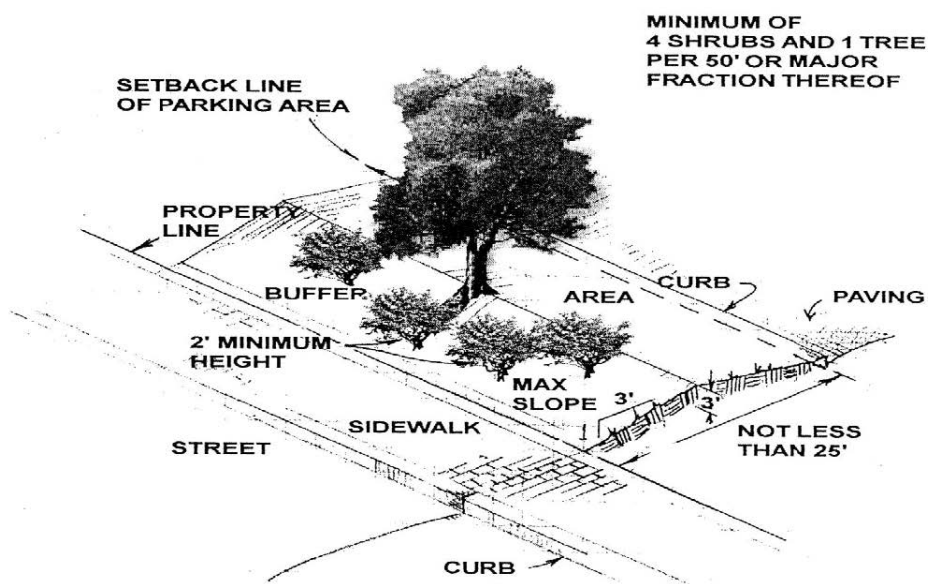 MINIMUM OF
4 SHRUBS AND 1 TREE
PER 50' OR MAJOR
FRACTION THEREOF
SETBACK LINE
OF PARKING AREA
PROPERTY
LINE
BUFFER
AREA
CURB
PAVING
2' MINIMUM
HEIGHT
MAX
SLOPE
3'
3'
SIDEWALK
STREET
NOT LESS
THAN 25'
CURB